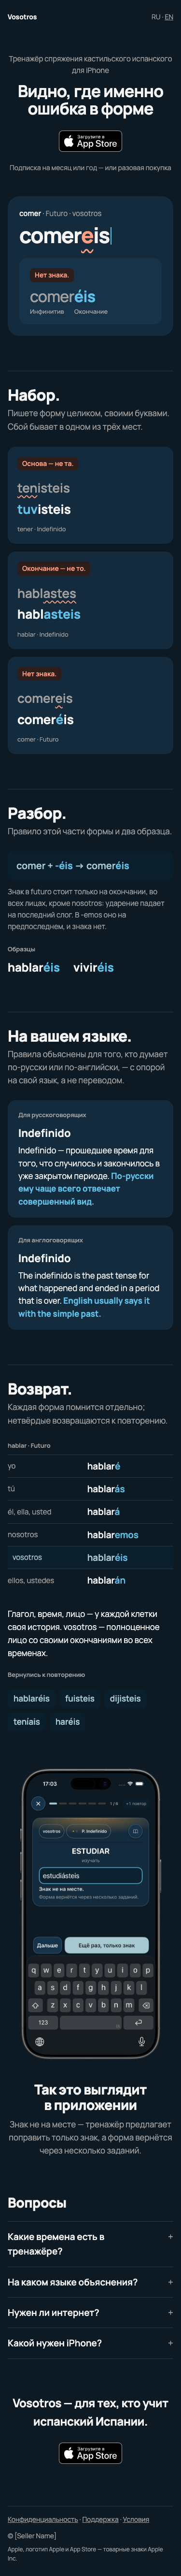 Vosotros
RU · EN
Тренажёр спряжения кастильского испанского
для iPhone
Видно, где именно
ошибка в форме
Загрузите в
App Store
Подписка на месяц или год — или разовая покупка
comer · Futuro · vosotros
comereis
Нет знака.
comeréis
Инфинитив Окончание
Набор.
Пишете форму целиком, своими буквами.
Сбой бывает в одном из трёх мест.
Основа — не та.
tenisteis
tuvisteis
tener · Indefinido
Окончание — не то.
hablastes
hablasteis
hablar · Indefinido
Нет знака.
comereis
comeréis
comer · Futuro
Разбор.
Правило этой части формы и два образца.
comer + -éis → comeréis
Знак в futuro стоит только на окончании, во
всех лицах, кроме nosotros: ударение падает
на последний слог. В -emos оно на
предпоследнем, и знака нет.
Образцы
hablaréis viviréis
На вашем языке.
Правила объяснены для того, кто думает
по-русски или по-английски, — с опорой
на свой язык, а не переводом.
Для русскоговорящих
Indefinido
Indefinido — прошедшее время для
того, что случилось и закончилось в
уже закрытом периоде. По-русски
ему чаще всего отвечает
совершенный вид.
Для англоговорящих
Indefinido
The indefinido is the past tense for
what happened and ended in a period
that is over. English usually says it
with the simple past.
Возврат.
Каждая форма помнится отдельно;
нетвёрдые возвращаются к повторению.
hablar · Futuro
yo hablaré
tú hablarás
él, ella, usted hablará
nosotros hablaremos
vosotros hablaréis
ellos, ustedes hablarán
Глагол, время, лицо — у каждой клетки
своя история. vosotros — полноценное
лицо со своими окончаниями во всех
временах.
Вернулись к повторению
hablaréis fuisteis dijisteis
teníais haréis
17:03
1 / 6
+1 повтор.
vosotros
P. Indefinido
ESTUDIAR
изучать
estudiàsteis
Знак не на месте.
Форма вернётся через несколько заданий.
Дальше
Ещё раз, только знак
q w e r t y u i o p
a s d f g h j k l
z x c v b n m
123
Так это выглядит
в приложении
Знак не на месте — тренажёр предлагает
поправить только знак, а форма вернётся
через несколько заданий.
Вопросы
Какие времена есть в
тренажёре?
+
На каком языке объяснения? +
Нужен ли интернет? +
Какой нужен iPhone? +
Vosotros — для тех, кто учит
испанский Испании.
Загрузите в
App Store
Конфиденциальность · Поддержка · Условия
© [Seller Name]
Apple, логотип Apple и App Store — товарные знаки Apple
Inc.